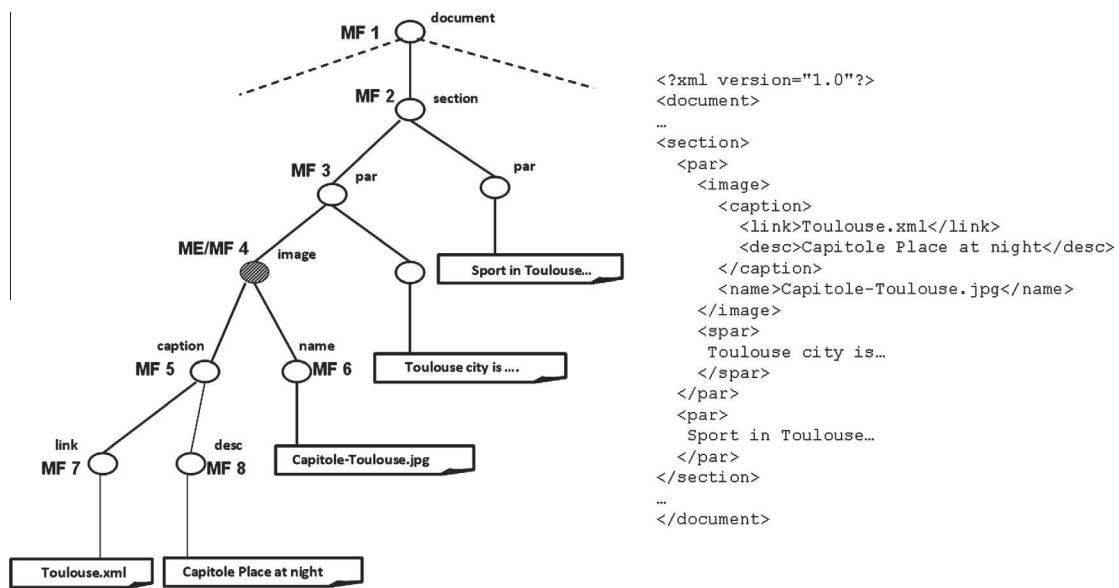 document
MF 1
MF 2
section
MF 3
par
par
ME/MF 4
image
Sport in Toulouse...
caption
MF 5
name
MF 6
Toulouse city is ....
link
MF 7
desc
MF 8
Capitole-Toulouse.jpg
Toulouse.xml
Capitole Place at night
<?xml version="1.0"?>
<document>
…
<section>
<par>
<image>
<caption>
<link>Toulouse.xml</link>
<desc>Capitole Place at night</desc>
</caption>
<name>Capitole-Toulouse.jpg</name>
</image>
<spar>
Toulouse city is…
</spar>
</par>
<par>
Sport in Toulouse…
</par>
</section>
…
</document>